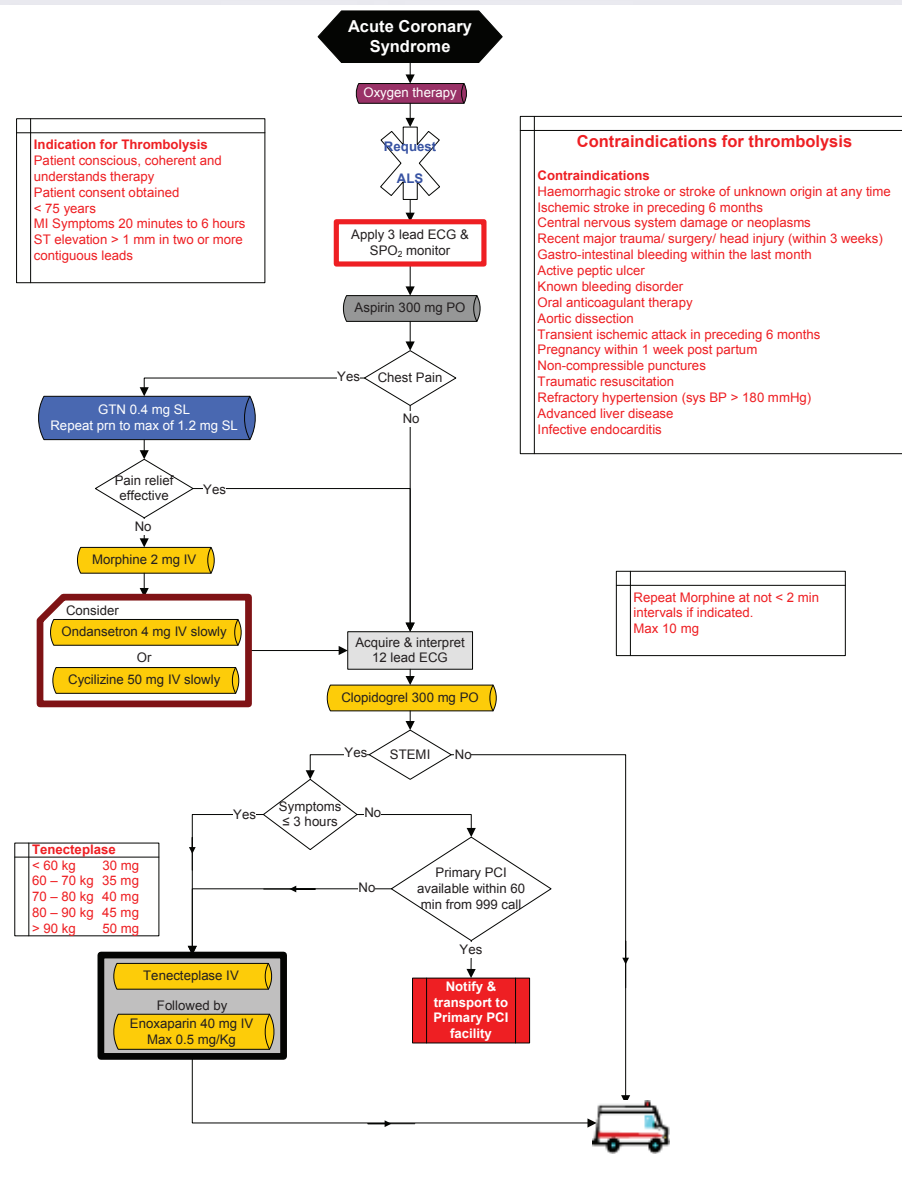 Acute Coronary
Syndrome
Oxygen therapy
Request
ALS
Indication for Thrombolysis
Patient conscious, coherent and
understands therapy
Patient consent obtained
< 75 years
MI Symptoms 20 minutes to 6 hours
ST elevation > 1 mm in two or more
contiguous leads
Contraindications for thrombolysis
Contraindications
Haemorrhagic stroke or stroke of unknown origin at any time
Ischemic stroke in preceding 6 months
Central nervous system damage or neoplasms
Recent major trauma/ surgery/ head injury (within 3 weeks)
Gastro-intestinal bleeding within the last month
Active peptic ulcer
Known bleeding disorder
Oral anticoagulant therapy
Aortic dissection
Transient ischemic attack in preceding 6 months
Pregnancy within 1 week post partum
Non-compressible punctures
Traumatic resuscitation
Refractory hypertension (sys BP > 180 mmHg)
Advanced liver disease
Infective endocarditis
Apply 3 lead ECG &
SPO₂ monitor
Aspirin 300 mg PO
Yes
Chest Pain
No
GTN 0.4 mg SL
Repeat prn to max of 1.2 mg SL
Pain relief
effective
Yes
No
Morphine 2 mg IV
Consider
Ondansetron 4 mg IV slowly
Or
Cycilizine 50 mg IV slowly
Repeat Morphine at not < 2 min
intervals if indicated.
Max 10 mg
Acquire & interpret
12 lead ECG
Clopidogrel 300 mg PO
Yes
STEMI
No
Yes
Symptoms
≤ 3 hours
No
Tenecteplase
< 60 kg 30 mg
60 – 70 kg 35 mg
70 – 80 kg 40 mg
80 – 90 kg 45 mg
> 90 kg 50 mg
No
Primary PCI
available within 60
min from 999 call
Yes
Tenecteplase IV
Followed by
Enoxaparin 40 mg IV
Max 0.5 mg/Kg
Notify &
transport to
Primary PCI
facility